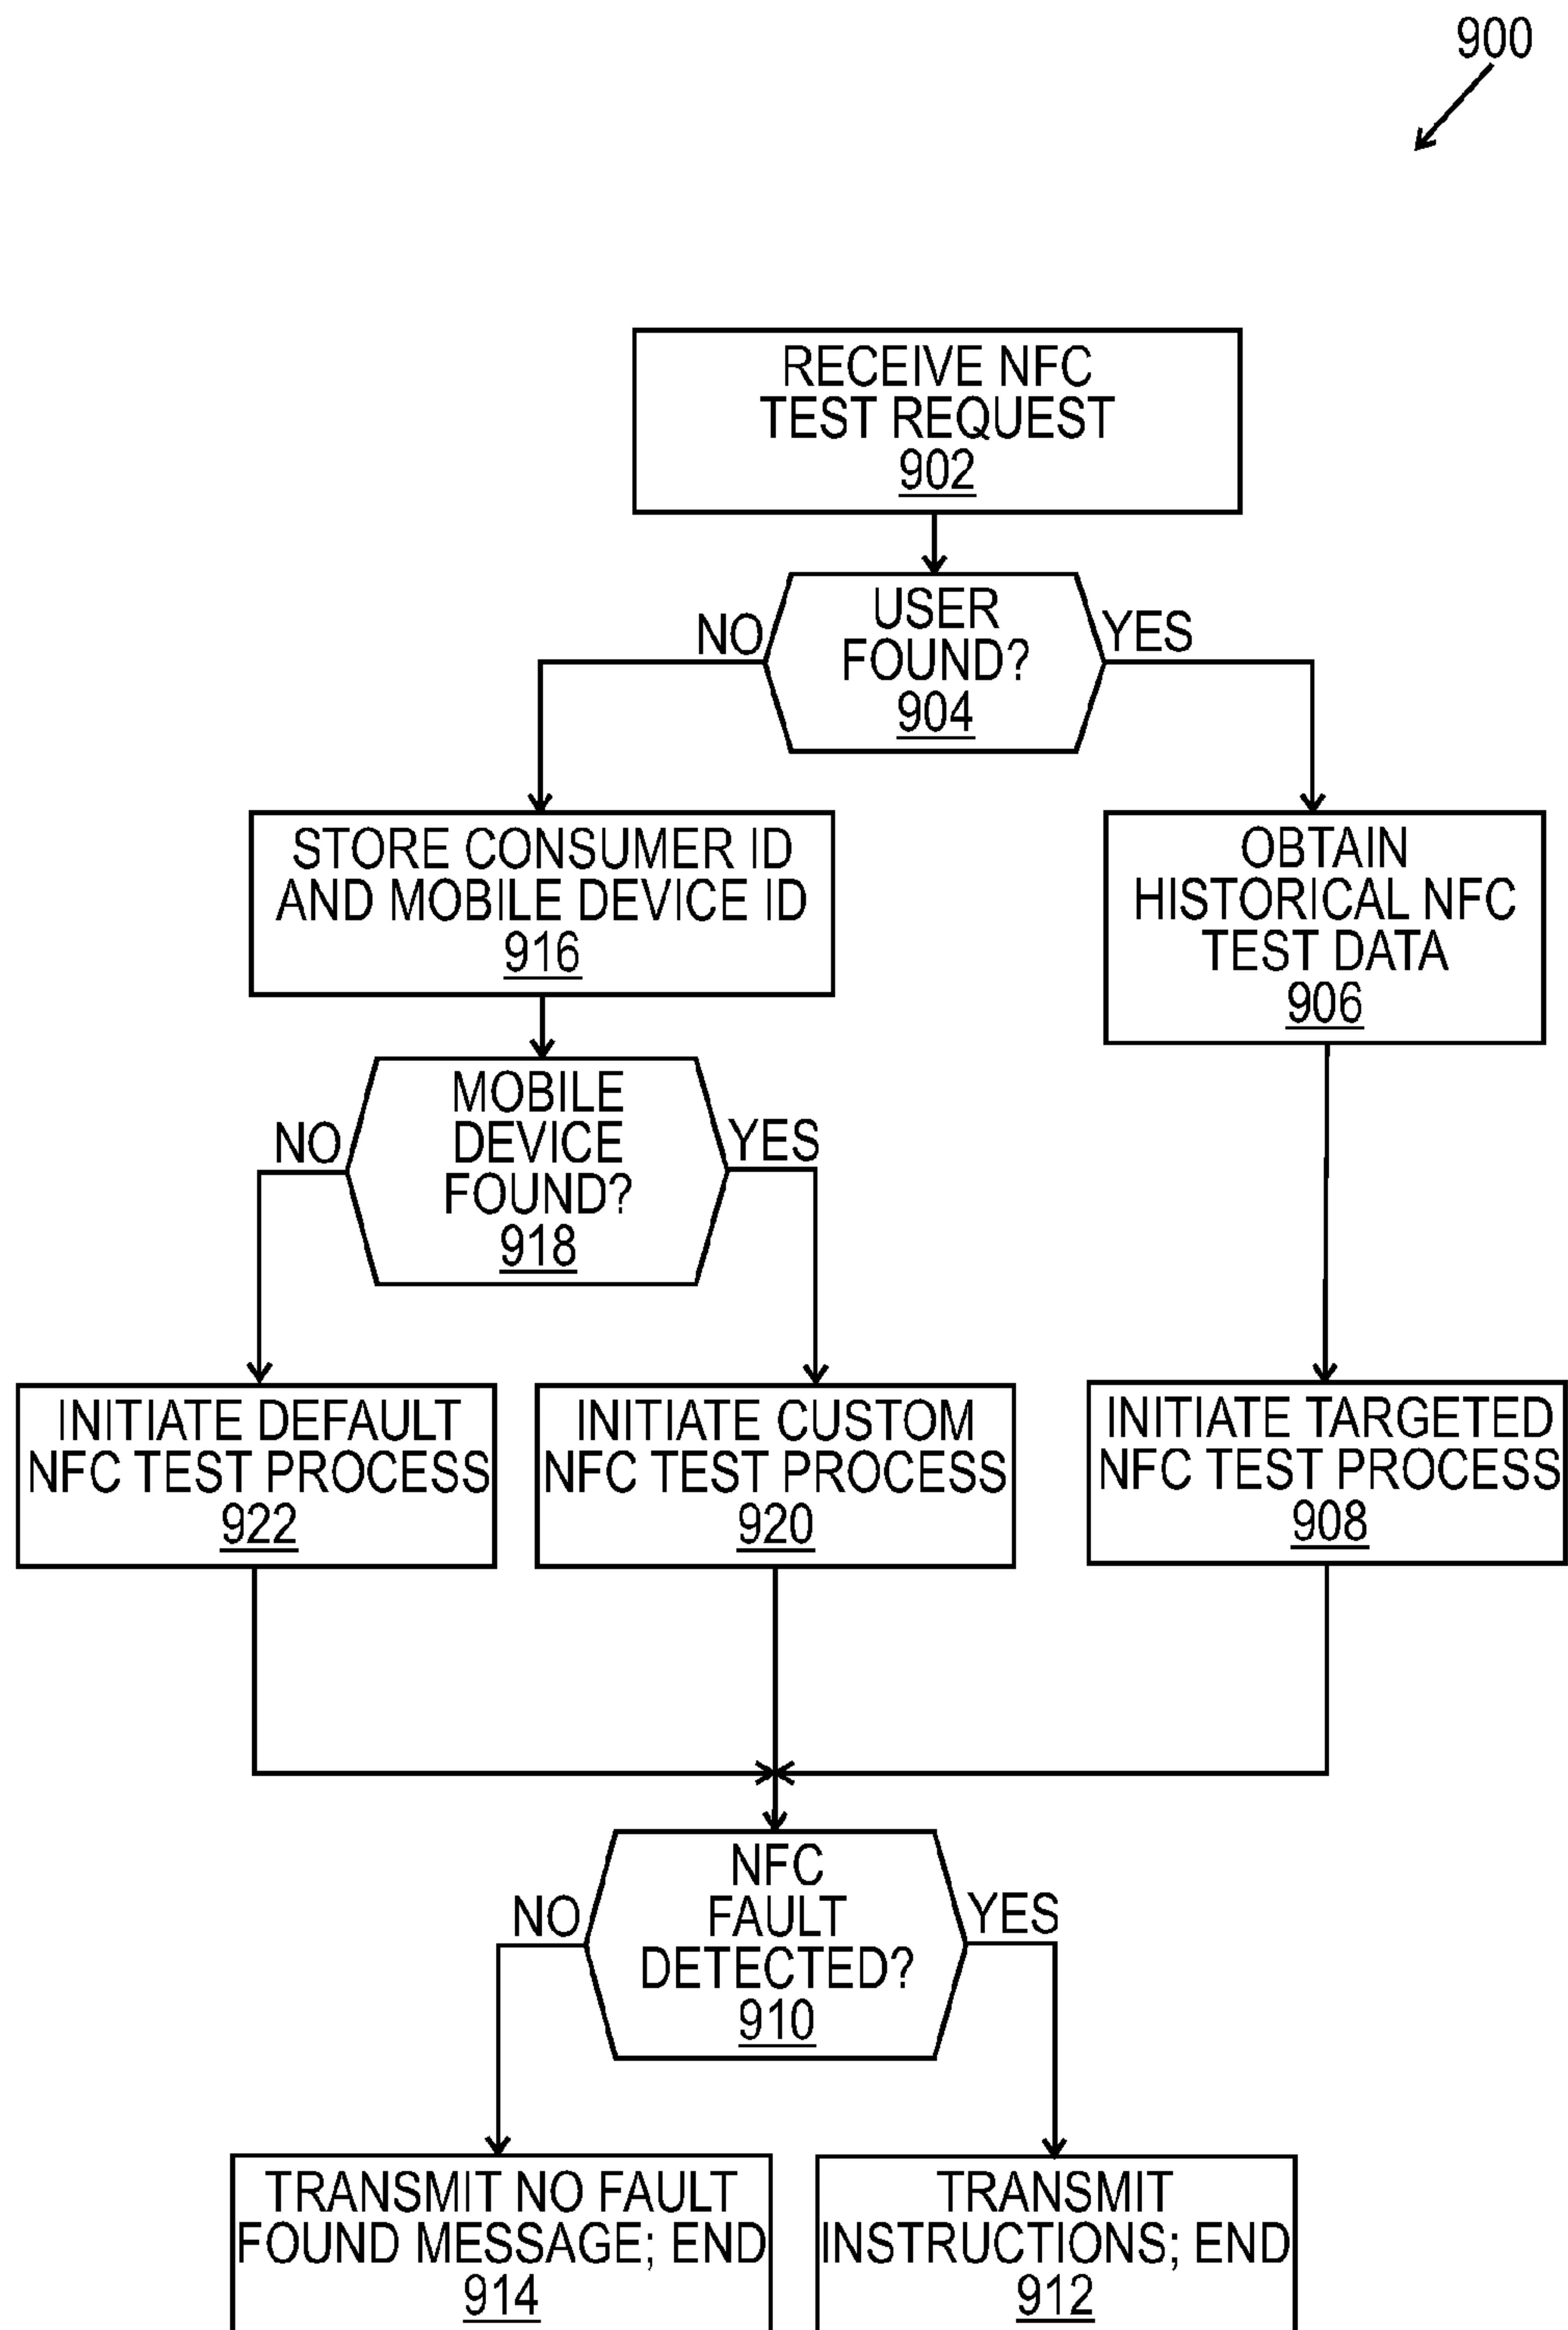 900
RECEIVE NFC
TEST REQUEST
902
USER
FOUND?
904
NO
YES
STORE CONSUMER ID
AND MOBILE DEVICE ID
916
OBTAIN
HISTORICAL NFC
TEST DATA
906
MOBILE
DEVICE
FOUND?
918
NO
YES
INITIATE DEFAULT
NFC TEST PROCESS
922
INITIATE CUSTOM
NFC TEST PROCESS
920
INITIATE TARGETED
NFC TEST PROCESS
908
NFC
FAULT
DETECTED?
910
NO
YES
TRANSMIT NO FAULT
FOUND MESSAGE; END
914
TRANSMIT
INSTRUCTIONS; END
912